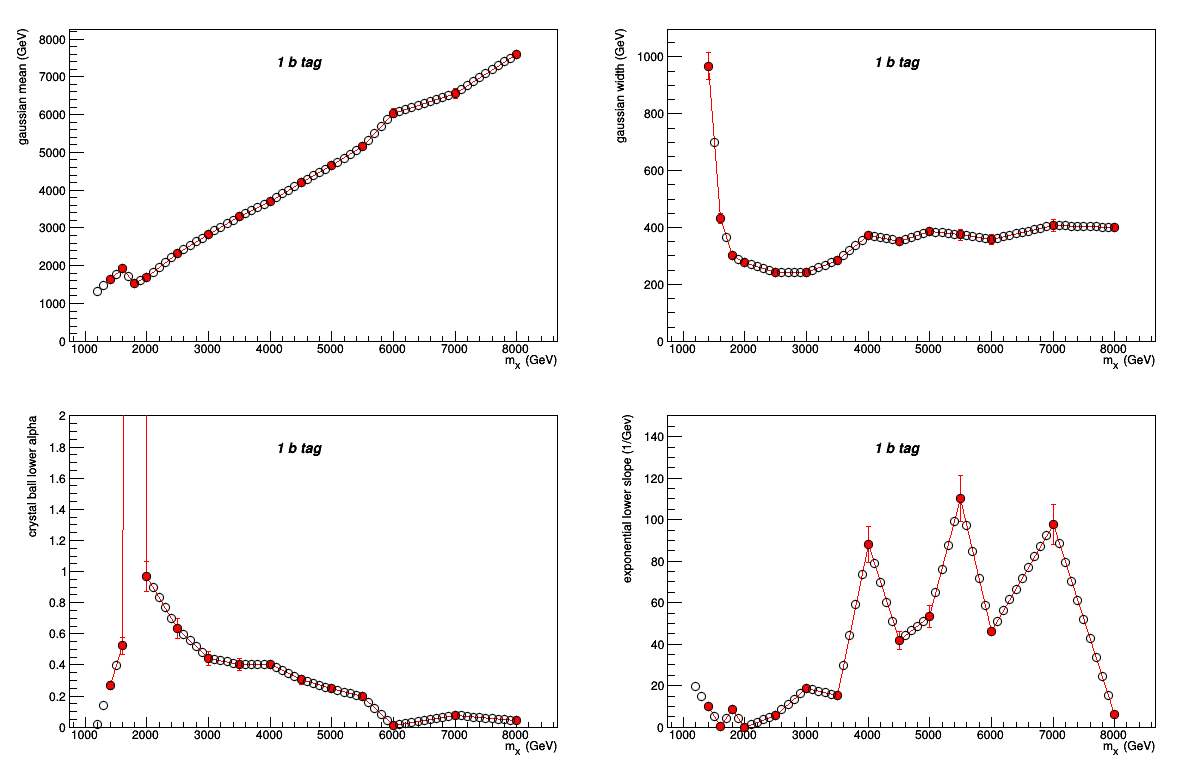 gaussian mean (GeV)
1 b tag
8000
7000
6000
5000
4000
3000
2000
1000
0
1000 2000 3000 4000 5000 6000 7000 8000
mx (GeV)
gaussian width (GeV)
1 b tag
1000
800
600
400
200
0
1000 2000 3000 4000 5000 6000 7000 8000
mx (GeV)
crystal ball lower alpha
1 b tag
2
1.8
1.6
1.4
1.2
1
0.8
0.6
0.4
0.2
0
1000 2000 3000 4000 5000 6000 7000 8000
mx (GeV)
exponential lower slope (1/Gev)
1 b tag
140
120
100
80
60
40
20
0
1000 2000 3000 4000 5000 6000 7000 8000
mx (GeV)